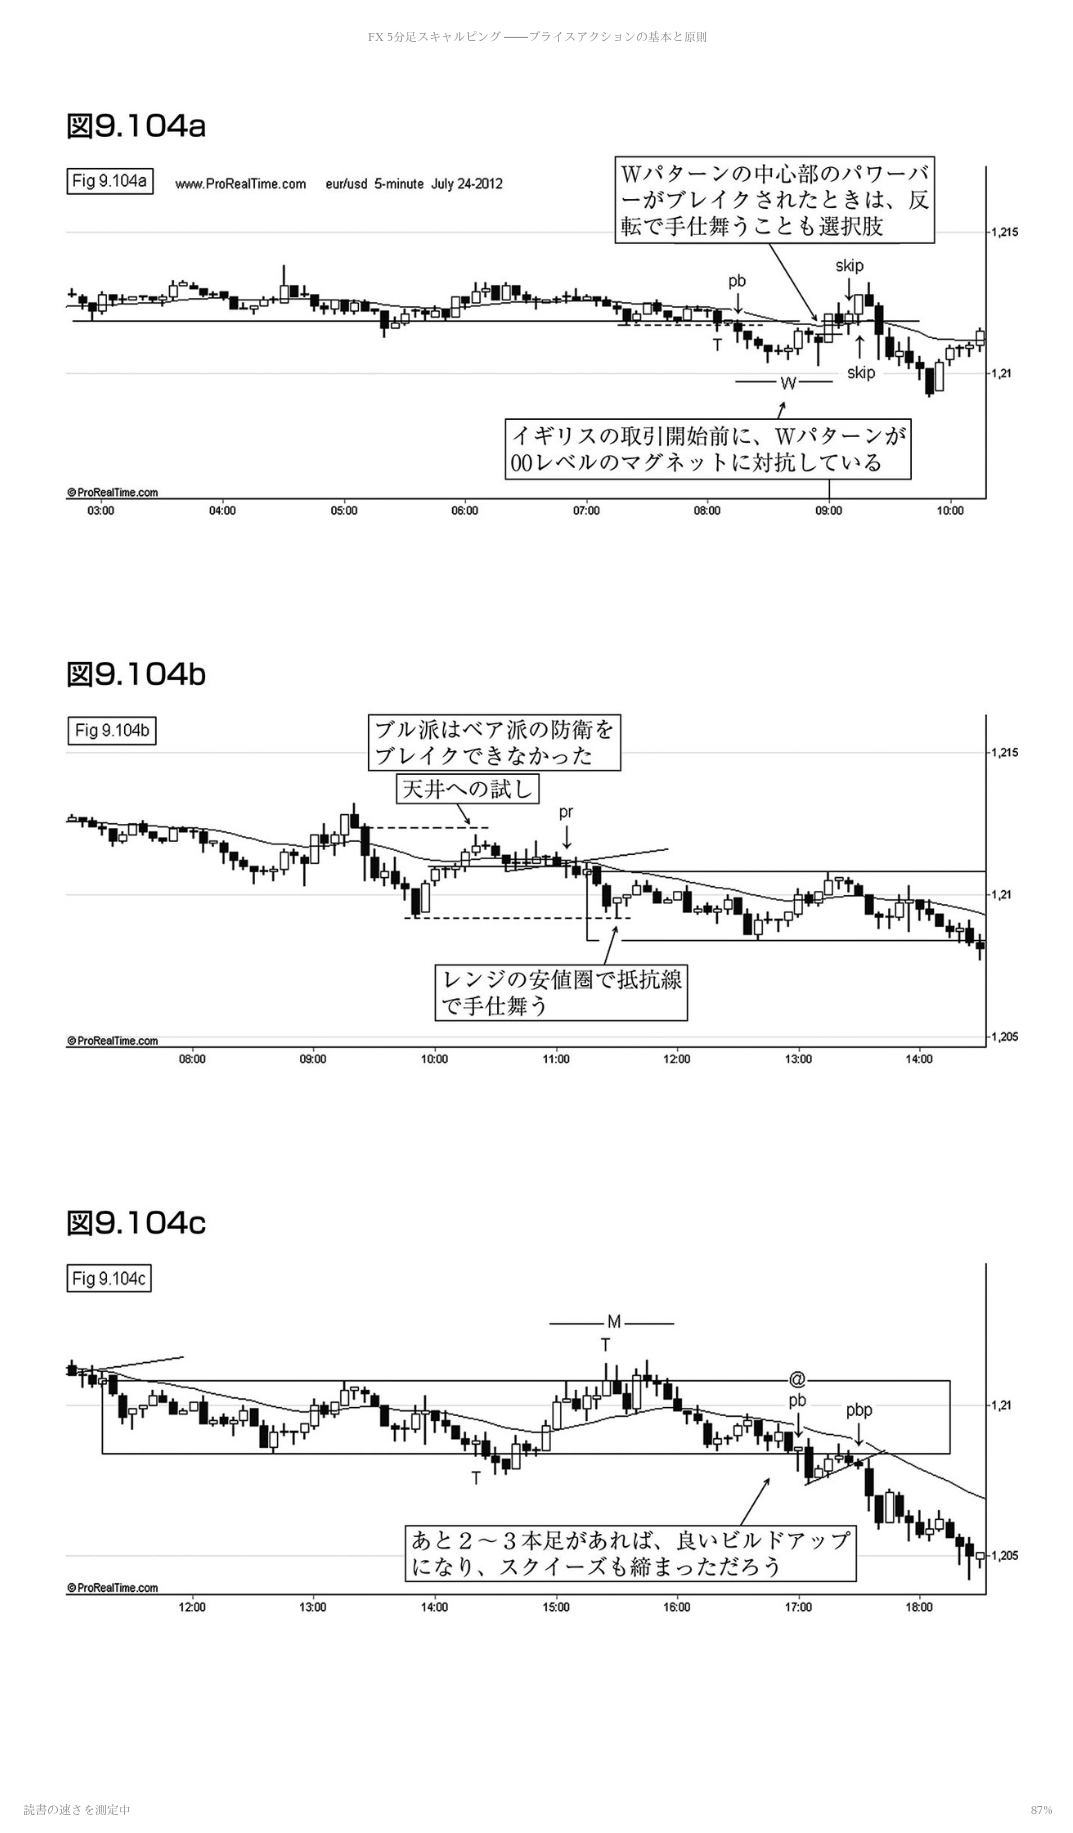 FX 5分足スキャルピング ――プライスアクションの基本と原則
図9.104a
Fig 9.104a
www.ProRealTime.com eur/usd 5-minute July 24-2012
Wパターンの中心部のパワーバ
ーがブレイクされたときは、反
転で手仕舞うことも選択肢
1,215
skip
pb
T
skip
1,21
W
イギリスの取引開始前に、Wパターンが
00レベルのマグネットに対抗している
©ProRealTime.com
03:00 04:00 05:00 06:00 07:00 08:00 09:00 10:00
図9.104b
Fig 9.104b
ブル派はベア派の防衛を
ブレイクできなかった
1,215
天井への試し
pr
1,21
レンジの安値圏で抵抗線
で手仕舞う
©ProRealTime.com
1,205
08:00 09:00 10:00 11:00 12:00 13:00 14:00
図9.104c
Fig 9.104c
M
T
@
pb
pbp
1,21
T
あと2～3本足があれば、良いビルドアップ
になり、スクイーズも締まっただろう
1,205
©ProRealTime.com
12:00 13:00 14:00 15:00 16:00 17:00 18:00
読書の速さを測定中
87%